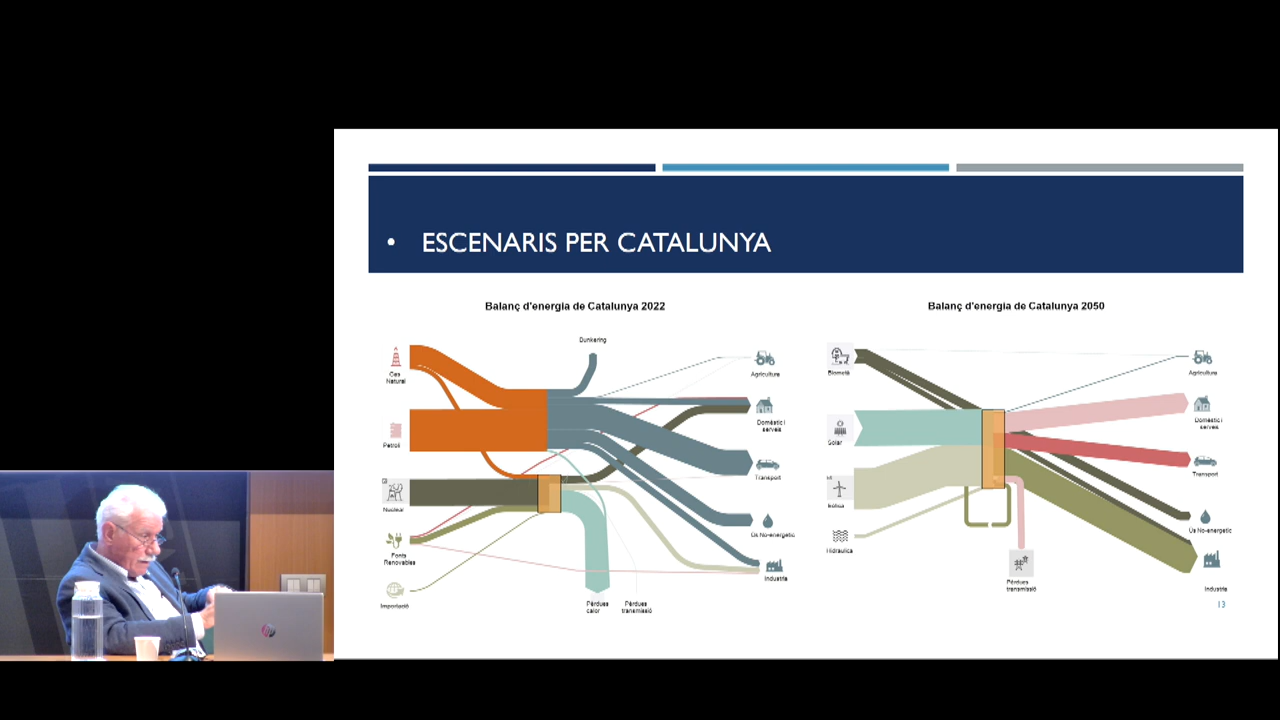 • ESCENARIS PER CATALUNYA
Balanç d'energia de Catalunya 2022
Balanç d'energia de Catalunya 2050
Gas
Natural
Petroli
Nuclear
Fonts
Renovables
Importació
Bunkering
Agricultura
Domèstic i
serveis
Transport
Ús No-energètic
Indústria
Pèrdues
calor
Pèrdues
transmissió
Biometà
Solar
Eòlica
Hidràulica
Agricultura
Domèstic i
serveis
Transport
Ús No-energètic
Indústria
Pèrdues
transmissió
13
hp